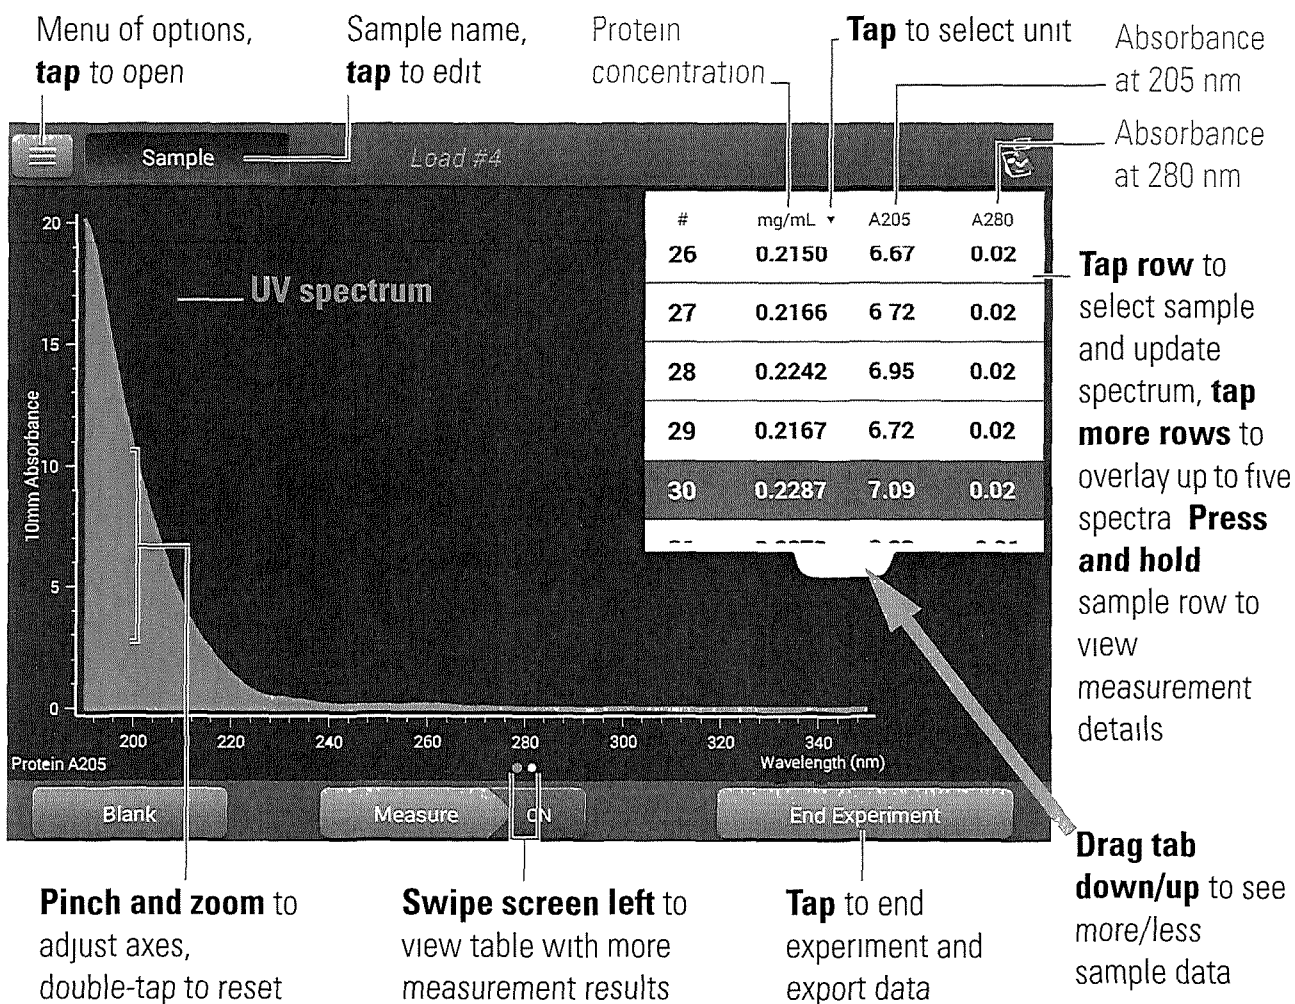 Menu of options,
tap to open
Sample name,
tap to edit
Protein
concentration
Tap to select unit
Absorbance
at 205 nm
Absorbance
at 280 nm
Sample
Load #4
# mg/mL ▾ A205 A280
26 0.2150 6.67 0.02
27 0.2166 6 72 0.02
28 0.2242 6.95 0.02
29 0.2167 6.72 0.02
30 0.2287 7.09 0.02
UV spectrum
10mm Absorbance
20
15
10
5
0
200 220 240 260 280 300 320 340
Protein A205
Wavelength (nm)
Blank
Measure
ON
End Experiment
Tap row to
select sample
and update
spectrum, tap
more rows to
overlay up to five
spectra Press
and hold
sample row to
view
measurement
details
Pinch and zoom to
adjust axes,
double-tap to reset
Swipe screen left to
view table with more
measurement results
Tap to end
experiment and
export data
Drag tab
down/up to see
more/less
sample data